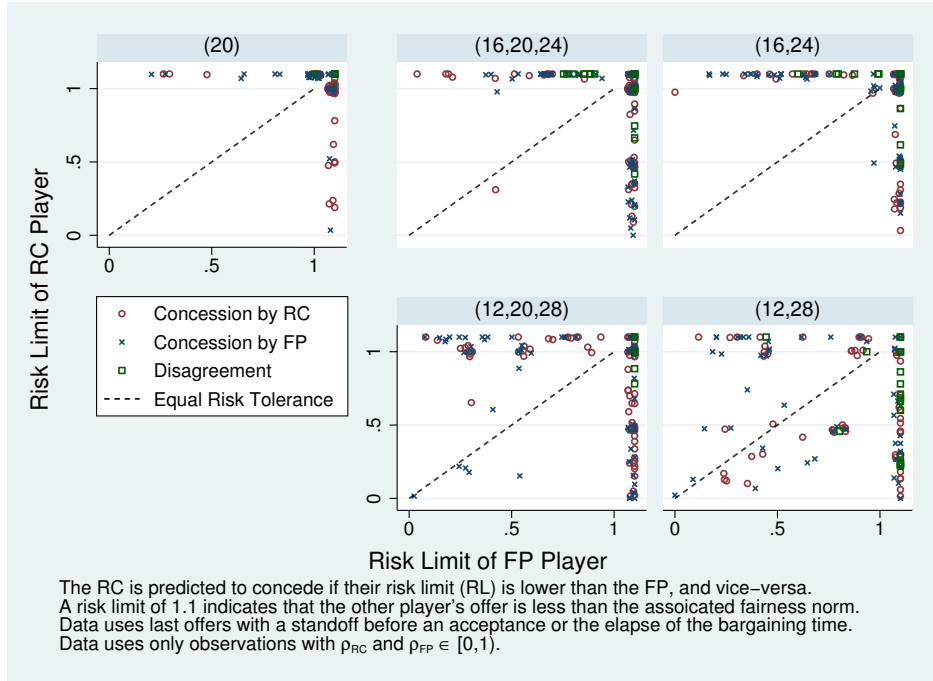 (20)
(16,20,24)
(16,24)
1
.5
0
0
.5
1
Risk Limit of RC Player
Concession by RC
Concession by FP
Disagreement
Equal Risk Tolerance
(12,20,28)
(12,28)
1
.5
0
0
.5
1
0
.5
1
Risk Limit of FP Player
The RC is predicted to concede if their risk limit (RL) is lower than the FP, and vice−versa.
A risk limit of 1.1 indicates that the other player's offer is less than the assoicated fairness norm.
Data uses last offers with a standoff before an acceptance or the elapse of the bargaining time.
Data uses only observations with ρRC and ρFP ∈ [0,1).